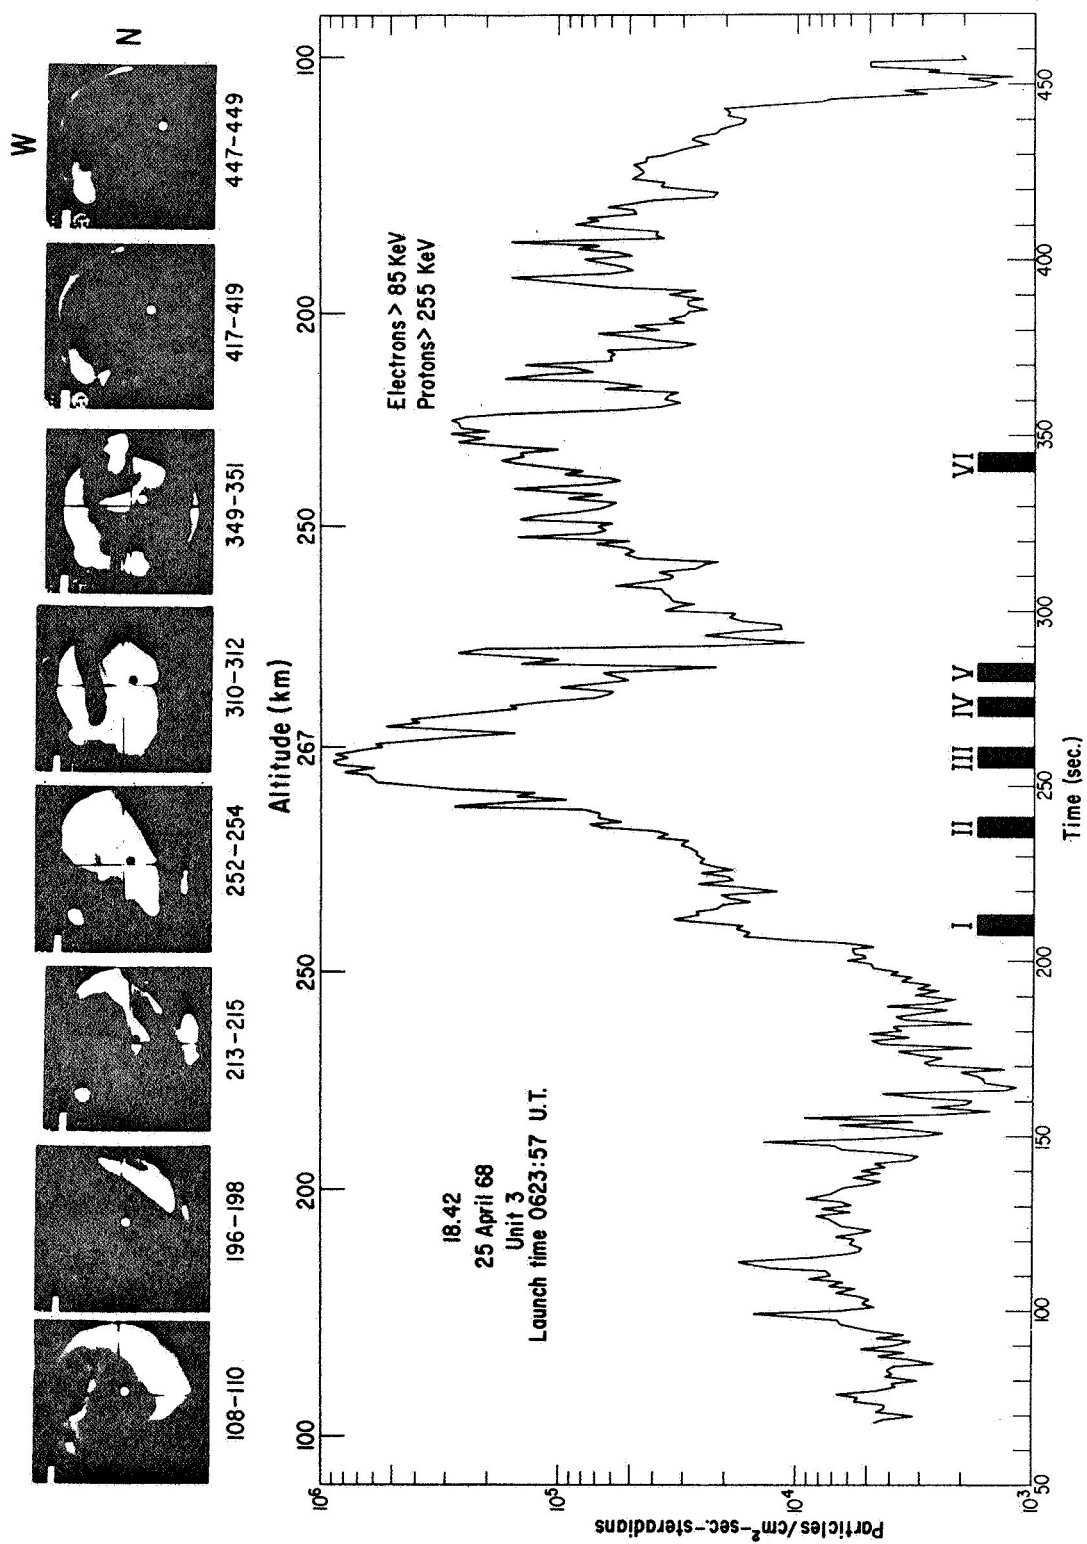 W
N
108-110
196-198
213-215
252-254
310-312
349-351
417-419
447-449
Altitude (km)
100
200
250
267
250
200
100
18.42
25 April 68
Unit 3
Launch time 0623:57 U.T.
Electrons > 85 KeV
Protons > 255 KeV
Particles/cm²-sec.-steradians
10⁶
10⁵
10⁴
10³
I
II
III
IV
V
VI
50
100
150
200
250
300
350
400
450
Time (sec.)